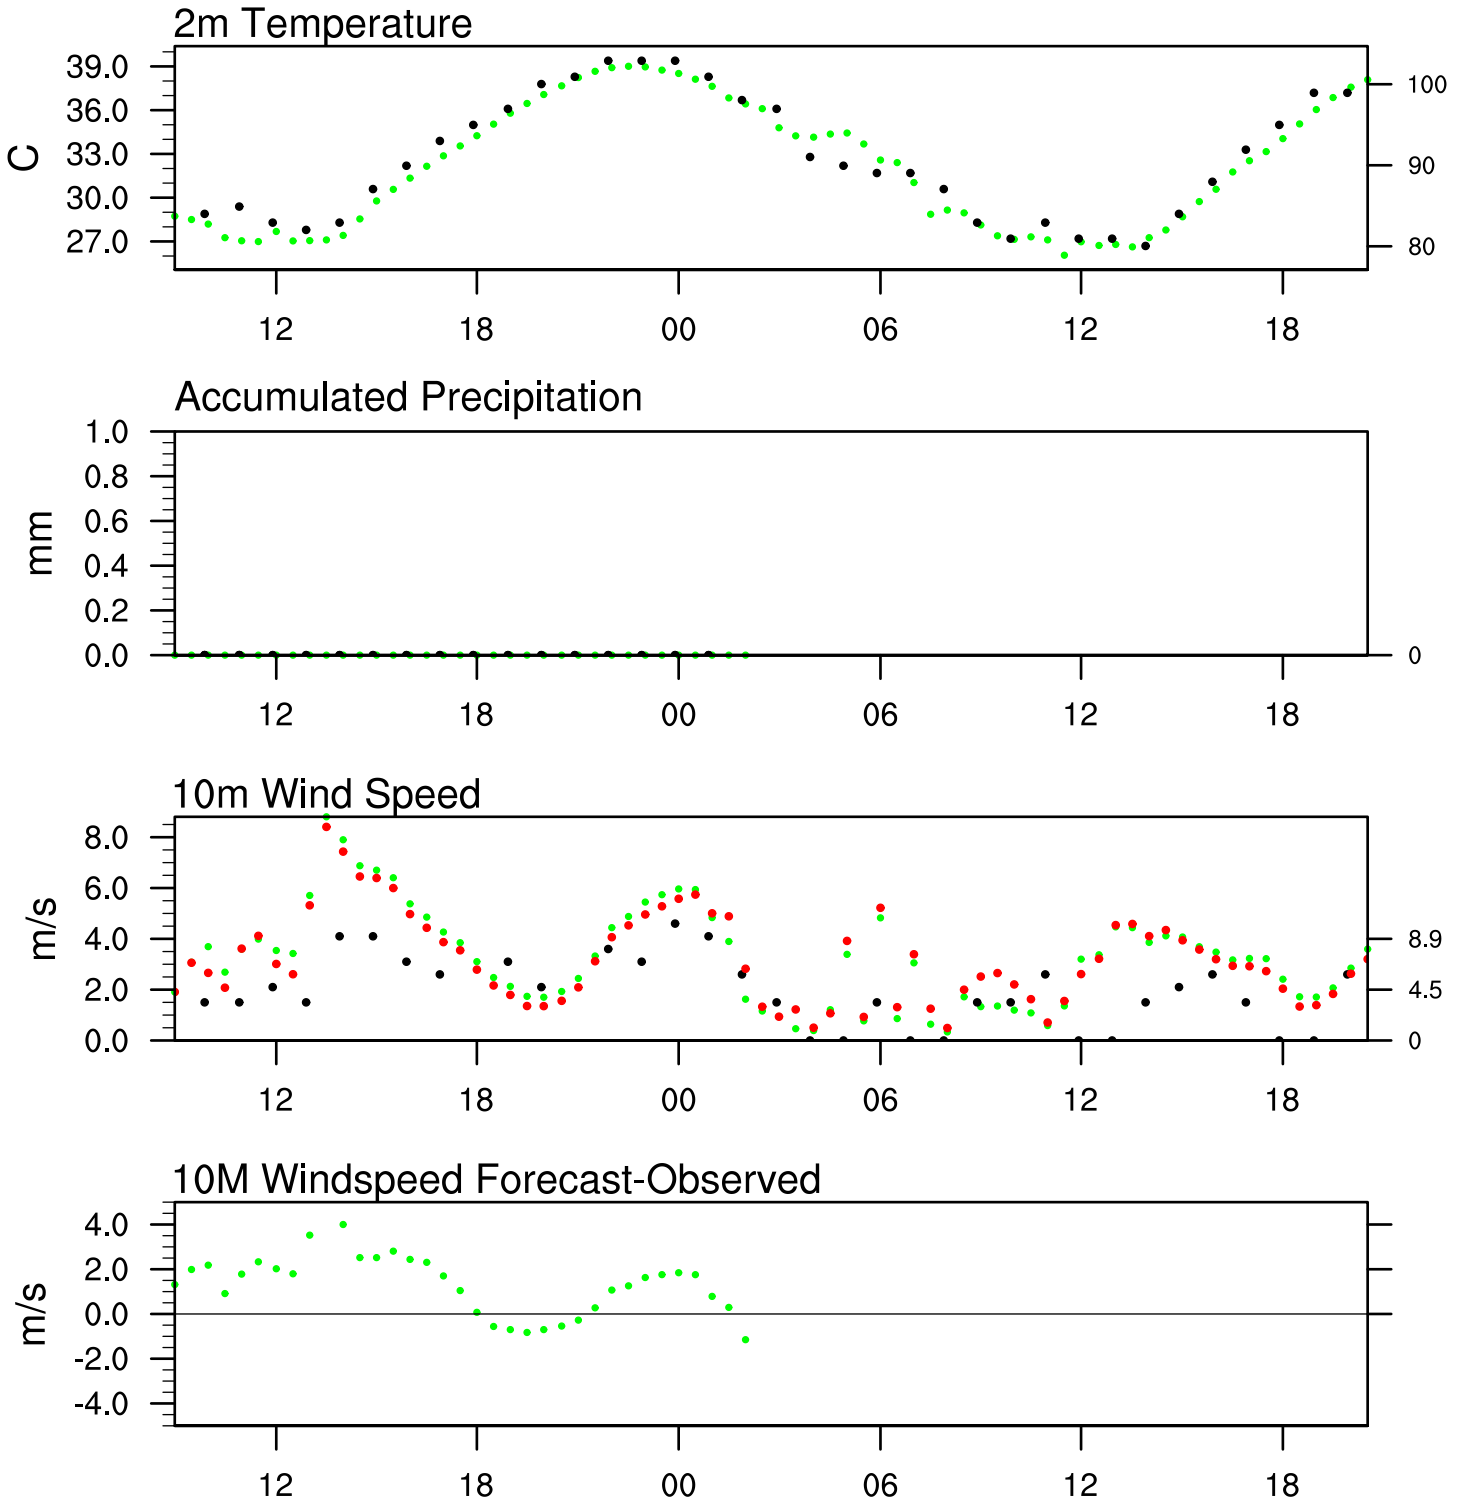 2m Temperature
39.0
36.0
33.0
30.0
27.0
C
100
90
80
12 18 00 06 12 18
Accumulated Precipitation
1.0
0.8
0.6
0.4
0.2
0.0
mm
0
12 18 00 06 12 18
10m Wind Speed
8.0
6.0
4.0
2.0
0.0
m/s
8.9
4.5
0
12 18 00 06 12 18
10M Windspeed Forecast-Observed
4.0
2.0
0.0
-2.0
-4.0
m/s
12 18 00 06 12 18